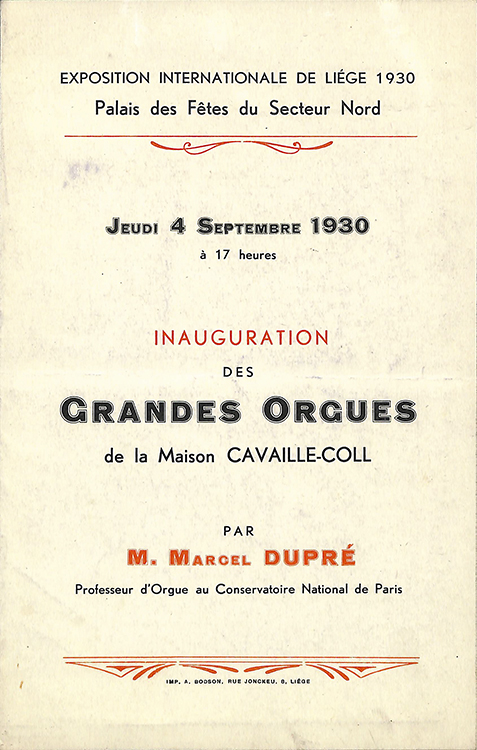 EXPOSITION INTERNATIONALE DE LIÉGE 1930
Palais des Fêtes du Secteur Nord
JEUDI 4 SEPTEMBRE 1930
à 17 heures
INAUGURATION
DES
GRANDES ORGUES
de la Maison CAVAILLE-COLL
PAR
M. MARCEL DUPRÉ
Professeur d'Orgue au Conservatoire National de Paris
IMP. A. BODSON, RUE JONCKEU, 8, LIÉGE